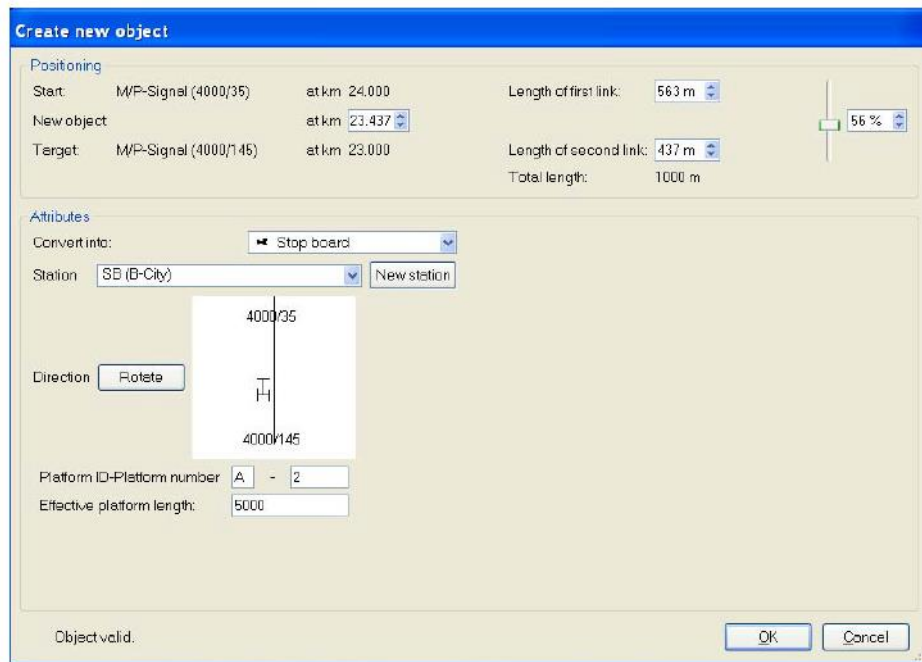 Create new object
Positioning
Start: M/P-Signal (4000/35) at km 24.000 Length of first link: 563 m
New object at km 23.437 56 %
Target: M/P-Signal (4000/145) at km 23.000 Length of second link: 437 m
Total length: 1000 m
Attributes
Convert into: Stop board
Station SB (B-City) New station
4000/35
Direction Rotate
4000/145
Platform ID-Platform number A - 2
Effective platform length: 5000
Object valid. OK Cancel